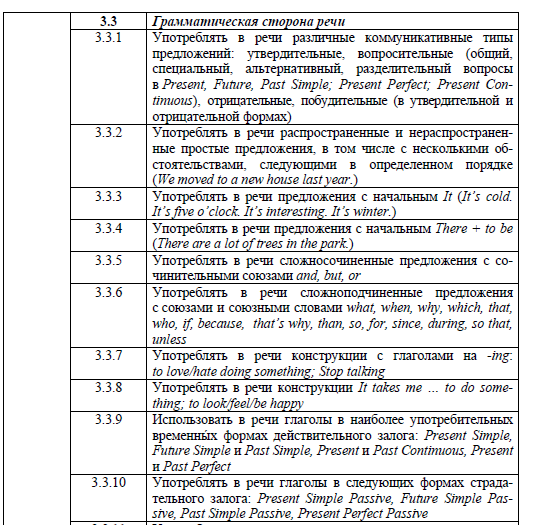 3.3 Грамматическая сторона речи
3.3.1 Употреблять в речи различные коммуникативные типы
предложений: утвердительные, вопросительные (общий,
специальный, альтернативный, разделительный вопросы
в Present, Future, Past Simple; Present Perfect; Present Con-
tinuous), отрицательные, побудительные (в утвердительной и
отрицательной формах)
3.3.2 Употреблять в речи распространенные и нераспространен-
ные простые предложения, в том числе с несколькими об-
стоятельствами, следующими в определенном порядке
(We moved to a new house last year.)
3.3.3 Употреблять в речи предложения с начальным It (It’s cold.
It’s five o’clock. It’s interesting. It’s winter.)
3.3.4 Употреблять в речи предложения с начальным There + to be
(There are a lot of trees in the park.)
3.3.5 Употреблять в речи сложносочиненные предложения с со-
чинительными союзами and, but, or
3.3.6 Употреблять в речи сложноподчиненные предложения
с союзами и союзными словами what, when, why, which, that,
who, if, because, that’s why, than, so, for, since, during, so that,
unless
3.3.7 Употреблять в речи конструкции с глаголами на -ing:
to love/hate doing something; Stop talking
3.3.8 Употреблять в речи конструкции It takes me … to do some-
thing; to look/feel/be happy
3.3.9 Использовать в речи глаголы в наиболее употребительных
временны́х формах действительного залога: Present Simple,
Future Simple и Past Simple, Present и Past Continuous, Present
и Past Perfect
3.3.10 Употреблять в речи глаголы в следующих формах страда-
тельного залога: Present Simple Passive, Future Simple Pas-
sive, Past Simple Passive, Present Perfect Passive